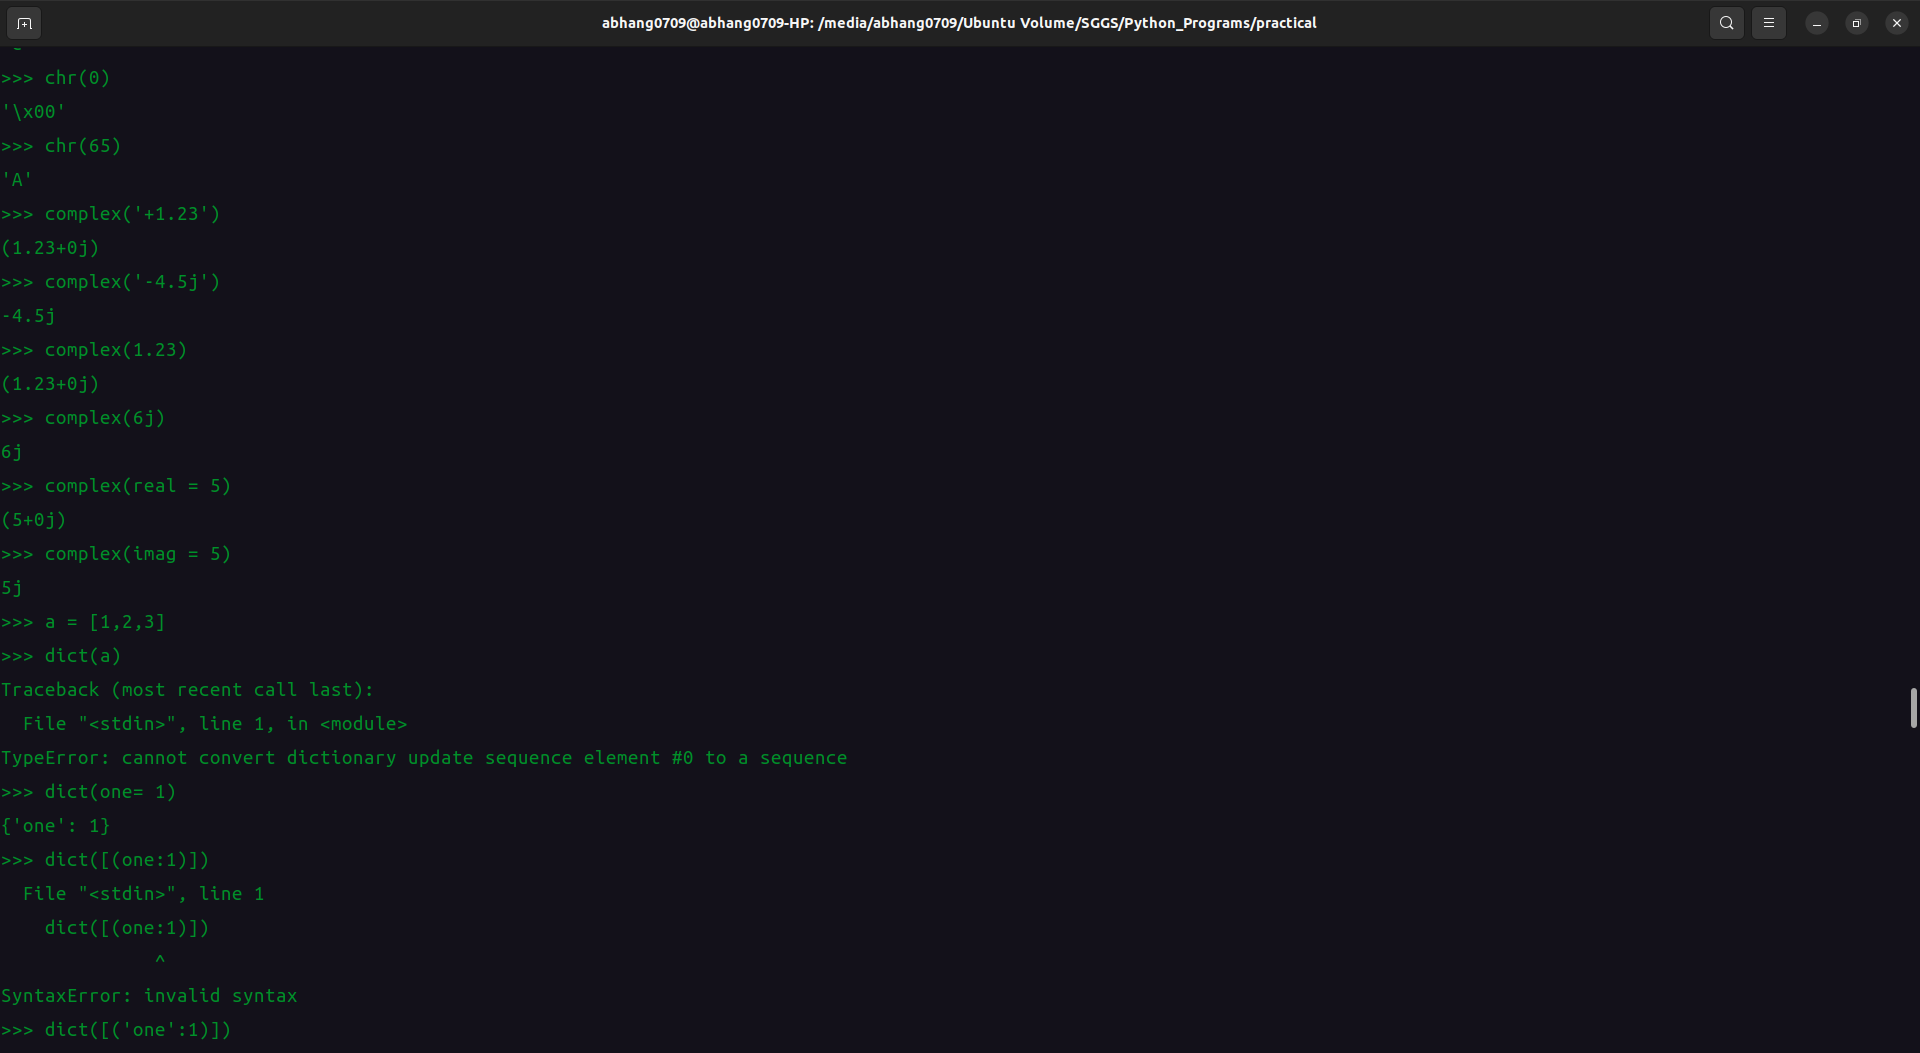 abhang0709@abhang0709-HP: /media/abhang0709/Ubuntu Volume/SGGS/Python_Programs/practical
>>> chr(0)
'\x00'
>>> chr(65)
'A'
>>> complex('+1.23')
(1.23+0j)
>>> complex('-4.5j')
-4.5j
>>> complex(1.23)
(1.23+0j)
>>> complex(6j)
6j
>>> complex(real = 5)
(5+0j)
>>> complex(imag = 5)
5j
>>> a = [1,2,3]
>>> dict(a)
Traceback (most recent call last):
  File "<stdin>", line 1, in <module>
TypeError: cannot convert dictionary update sequence element #0 to a sequence
>>> dict(one= 1)
{'one': 1}
>>> dict([(one:1)])
  File "<stdin>", line 1
    dict([(one:1)])
              ^
SyntaxError: invalid syntax
>>> dict([('one':1)])